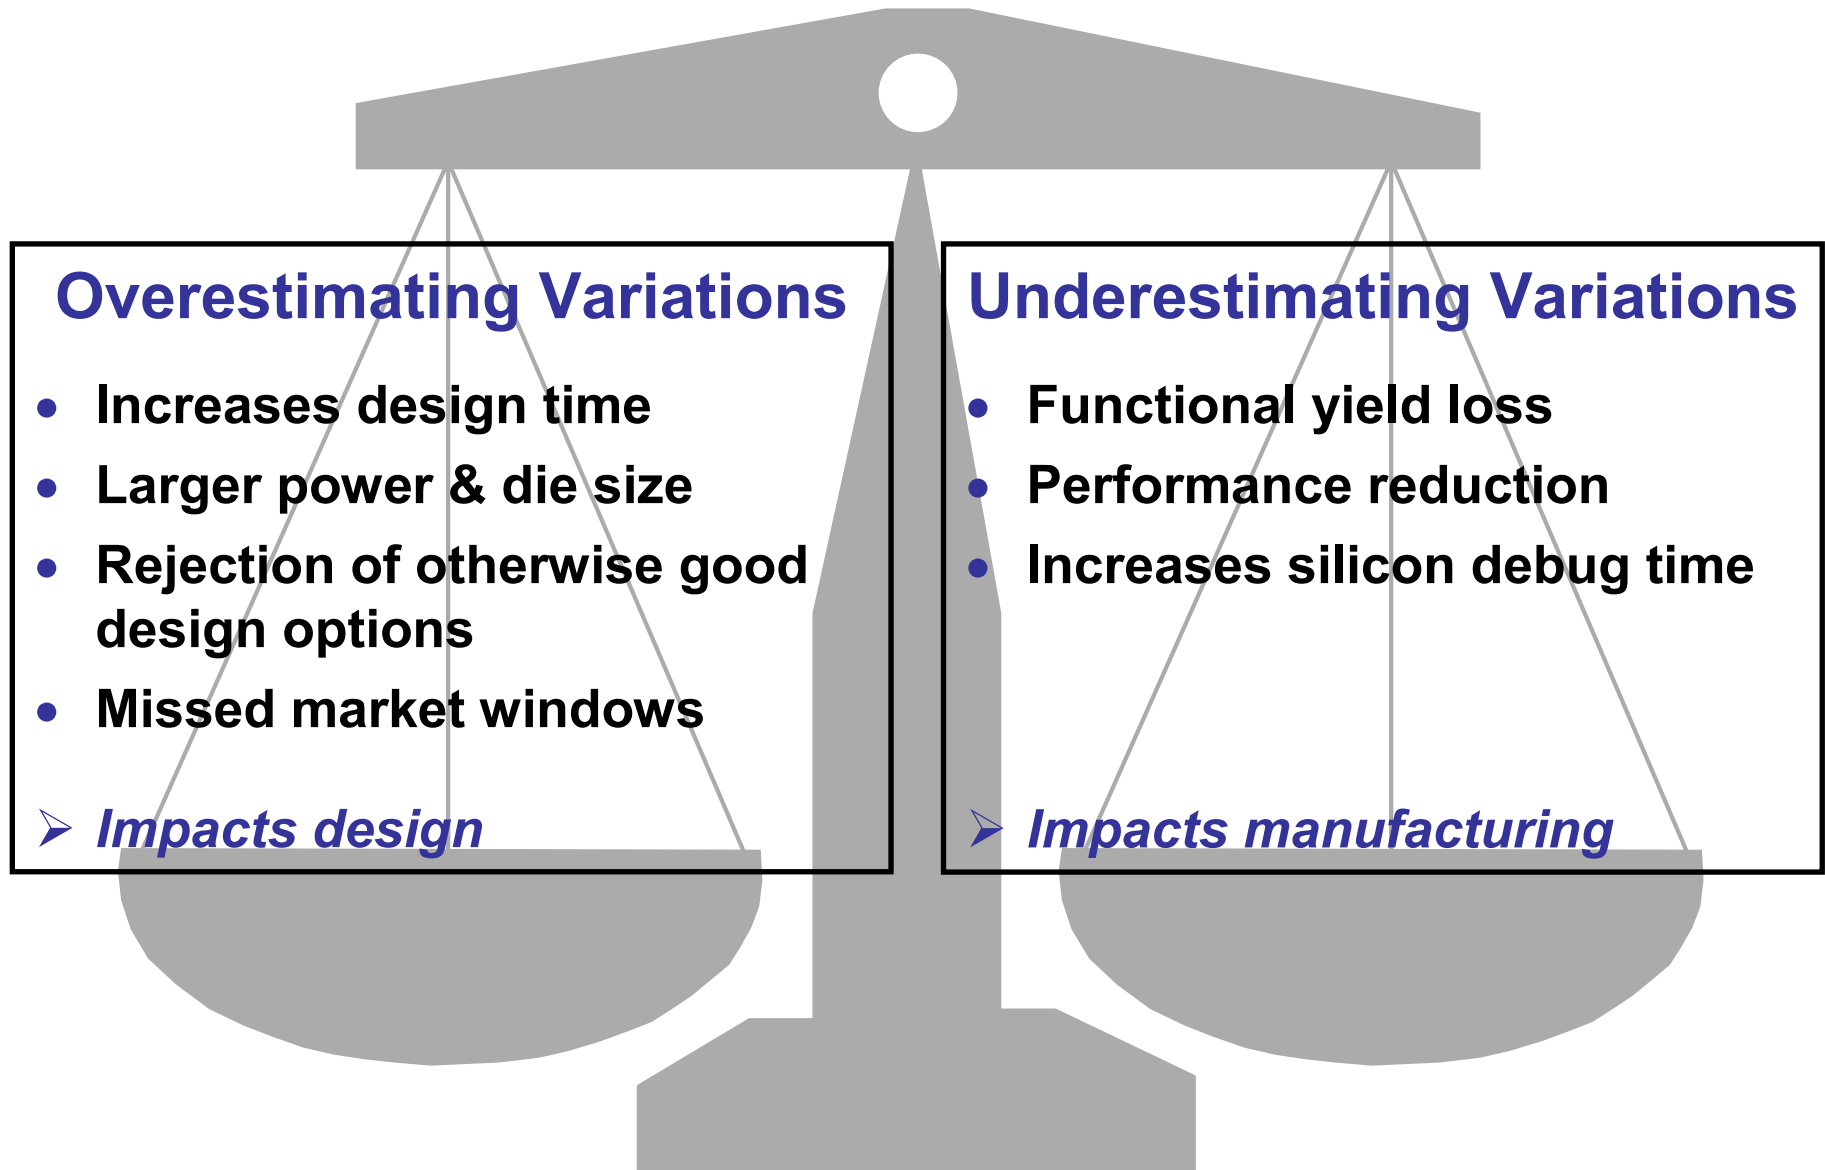 Overestimating Variations
• Increases design time
• Larger power & die size
• Rejection of otherwise good
design options
• Missed market windows
➢ Impacts design
Underestimating Variations
• Functional yield loss
• Performance reduction
• Increases silicon debug time
➢ Impacts manufacturing